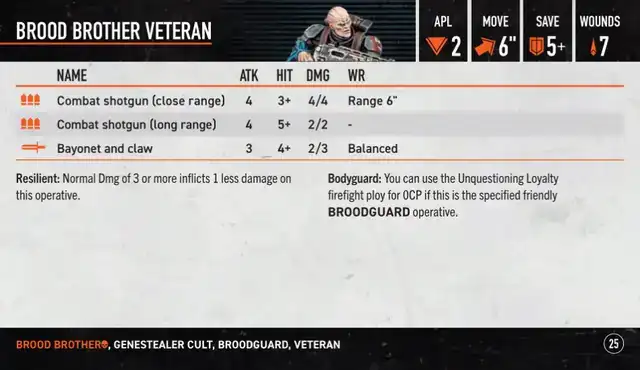 BROOD BROTHER VETERAN
APL
2
MOVE
6"
SAVE
5+
WOUNDS
7
NAME ATK HIT DMG WR
Combat shotgun (close range) 4 3+ 4/4 Range 6"
Combat shotgun (long range) 4 5+ 2/2 -
Bayonet and claw 3 4+ 2/3 Balanced
Resilient: Normal Dmg of 3 or more inflicts 1 less damage on
this operative.
Bodyguard: You can use the Unquestioning Loyalty
firefight ploy for 0CP if this is the specified friendly
BROODGUARD operative.
BROOD BROTHER, GENESTEALER CULT, BROODGUARD, VETERAN
25